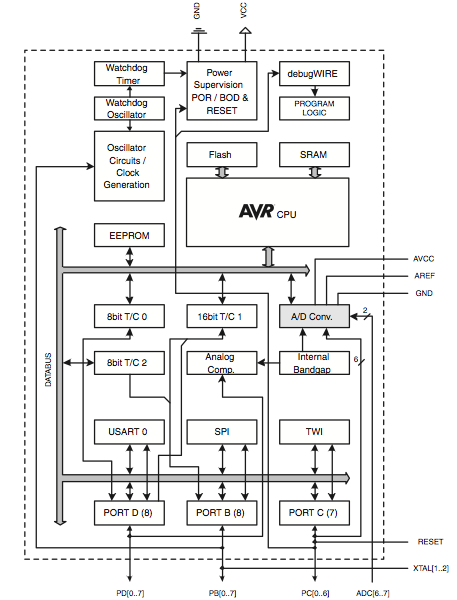 GND
VCC
Watchdog
Timer
Power
Supervision
POR / BOD &
RESET
debugWIRE
Watchdog
Oscillator
PROGRAM
LOGIC
Oscillator
Circuits /
Clock
Generation
Flash
SRAM
AVR CPU
EEPROM
AVCC
AREF
GND
8bit T/C 0
16bit T/C 1
A/D Conv.
2
DATABUS
8bit T/C 2
Analog
Comp.
Internal
Bandgap
6
USART 0
SPI
TWI
PORT D (8)
PORT B (8)
PORT C (7)
RESET
XTAL[1..2]
PD[0..7]
PB[0..7]
PC[0..6]
ADC[6..7]